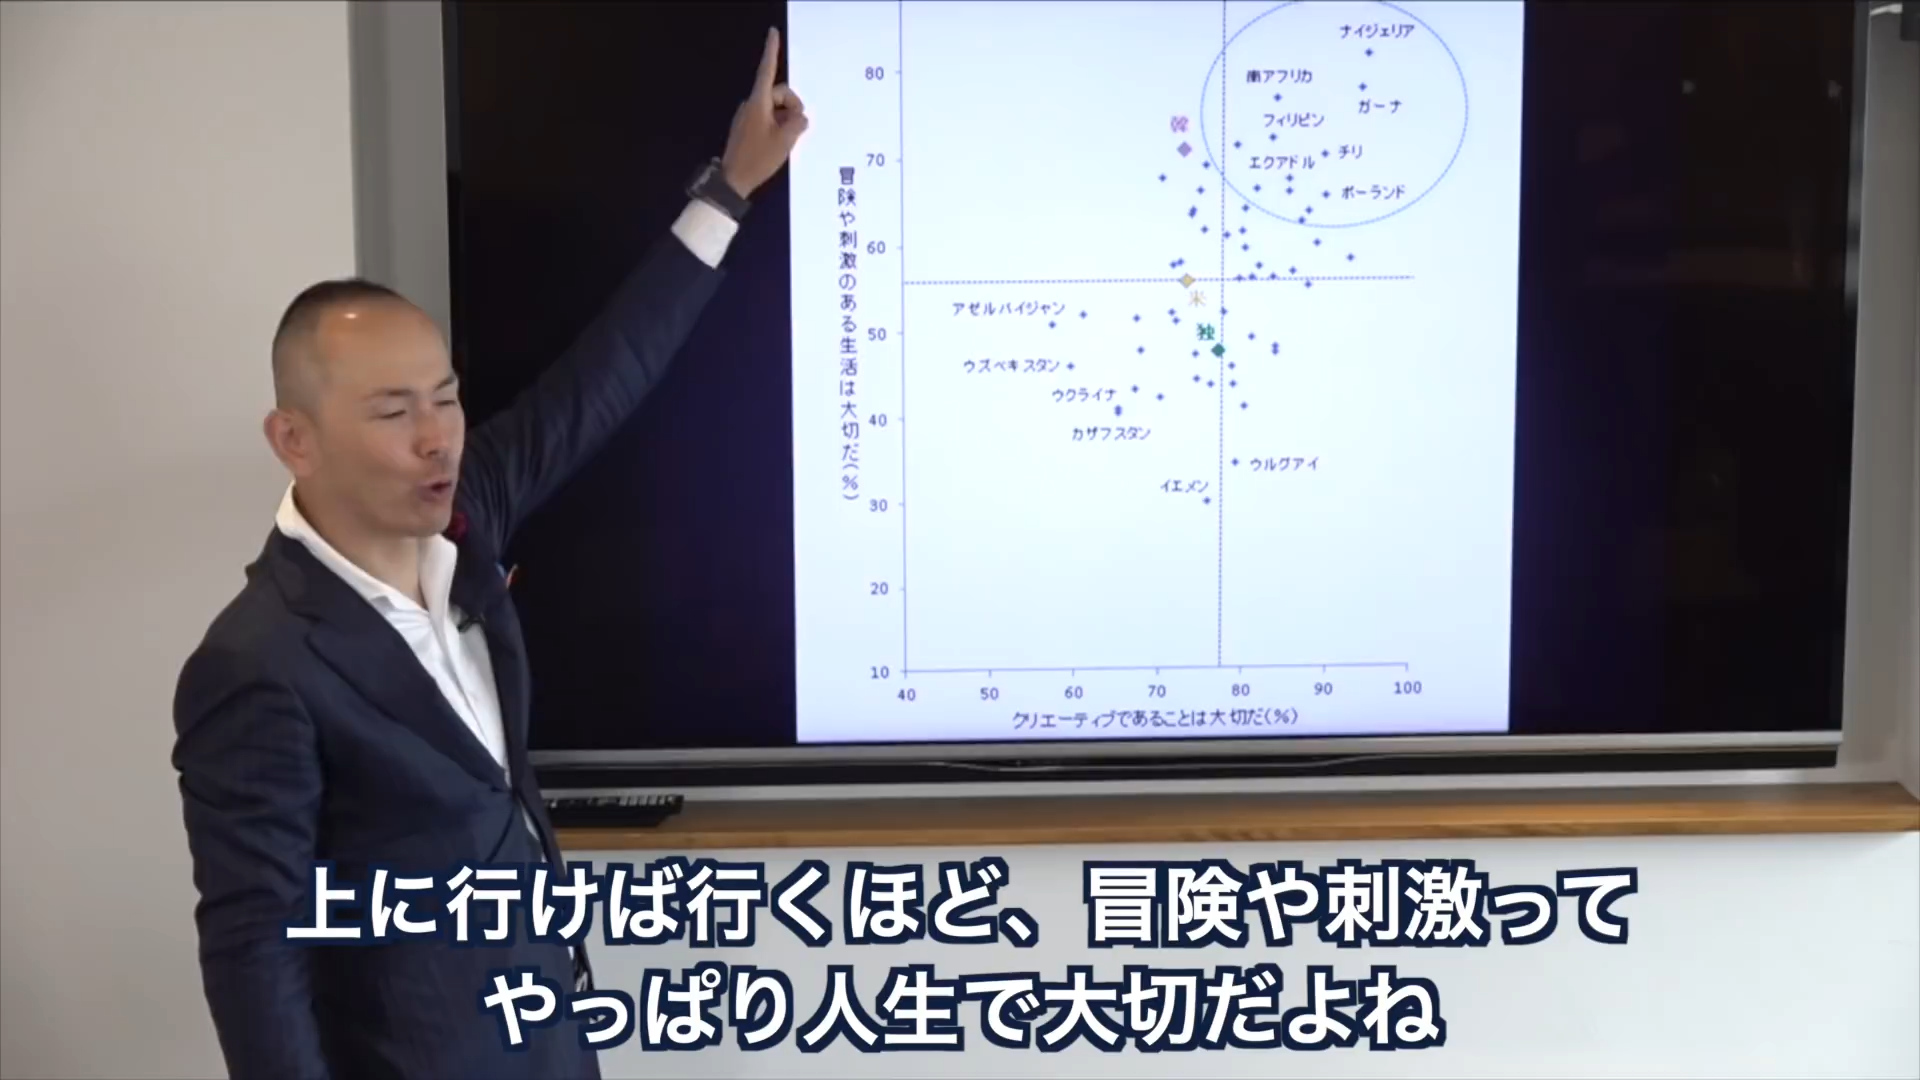 ナイジェリア
80
南アフリカ
ガーナ
フィリピン
韓
70
チリ
エクアドル
ポーランド
冒険や刺激のある生活は大切だ(%)
60
米
アゼルバイジャン
50
独
ウズベキスタン
ウクライナ
40
カザフスタン
ウルグアイ
イエメン
30
20
10
40 50 60 70 80 90 100
クリエーティブであることは大切だ(%)
上に行けば行くほど、冒険や刺激って
やっぱり人生で大切だよね